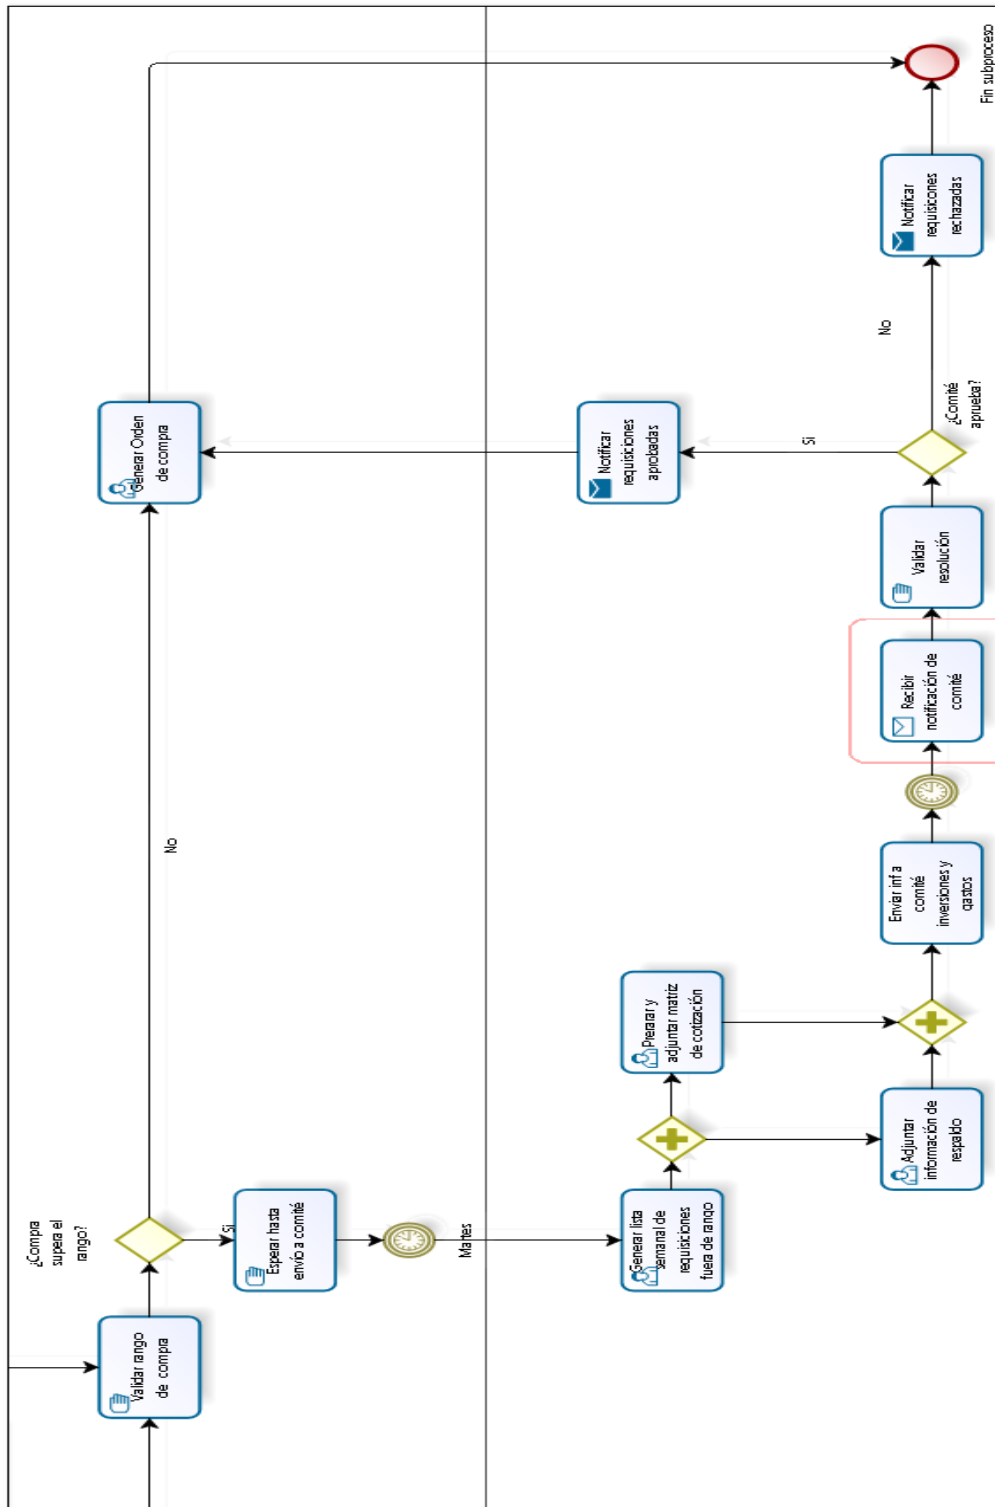 Validar rango
de compra
¿Compra
supera el
rango?
No
Generar Orden
de compra
Si
Esperar hasta
envío a comité
Martes
Generar lista
semanal de
requisiciones
fuera de rango
Prerarar y
adjuntar matriz
de cotización
Adjuntar
información de
respaldo
Enviar inf a
comité
inversiones y
gastos
Recibir
notificación de
comité
Validar
resolución
¿Comité
aprueba?
Si
Notificar
requisiciones
aprobadas
No
Notificar
requisicones
rechazadas
Fin subproceso